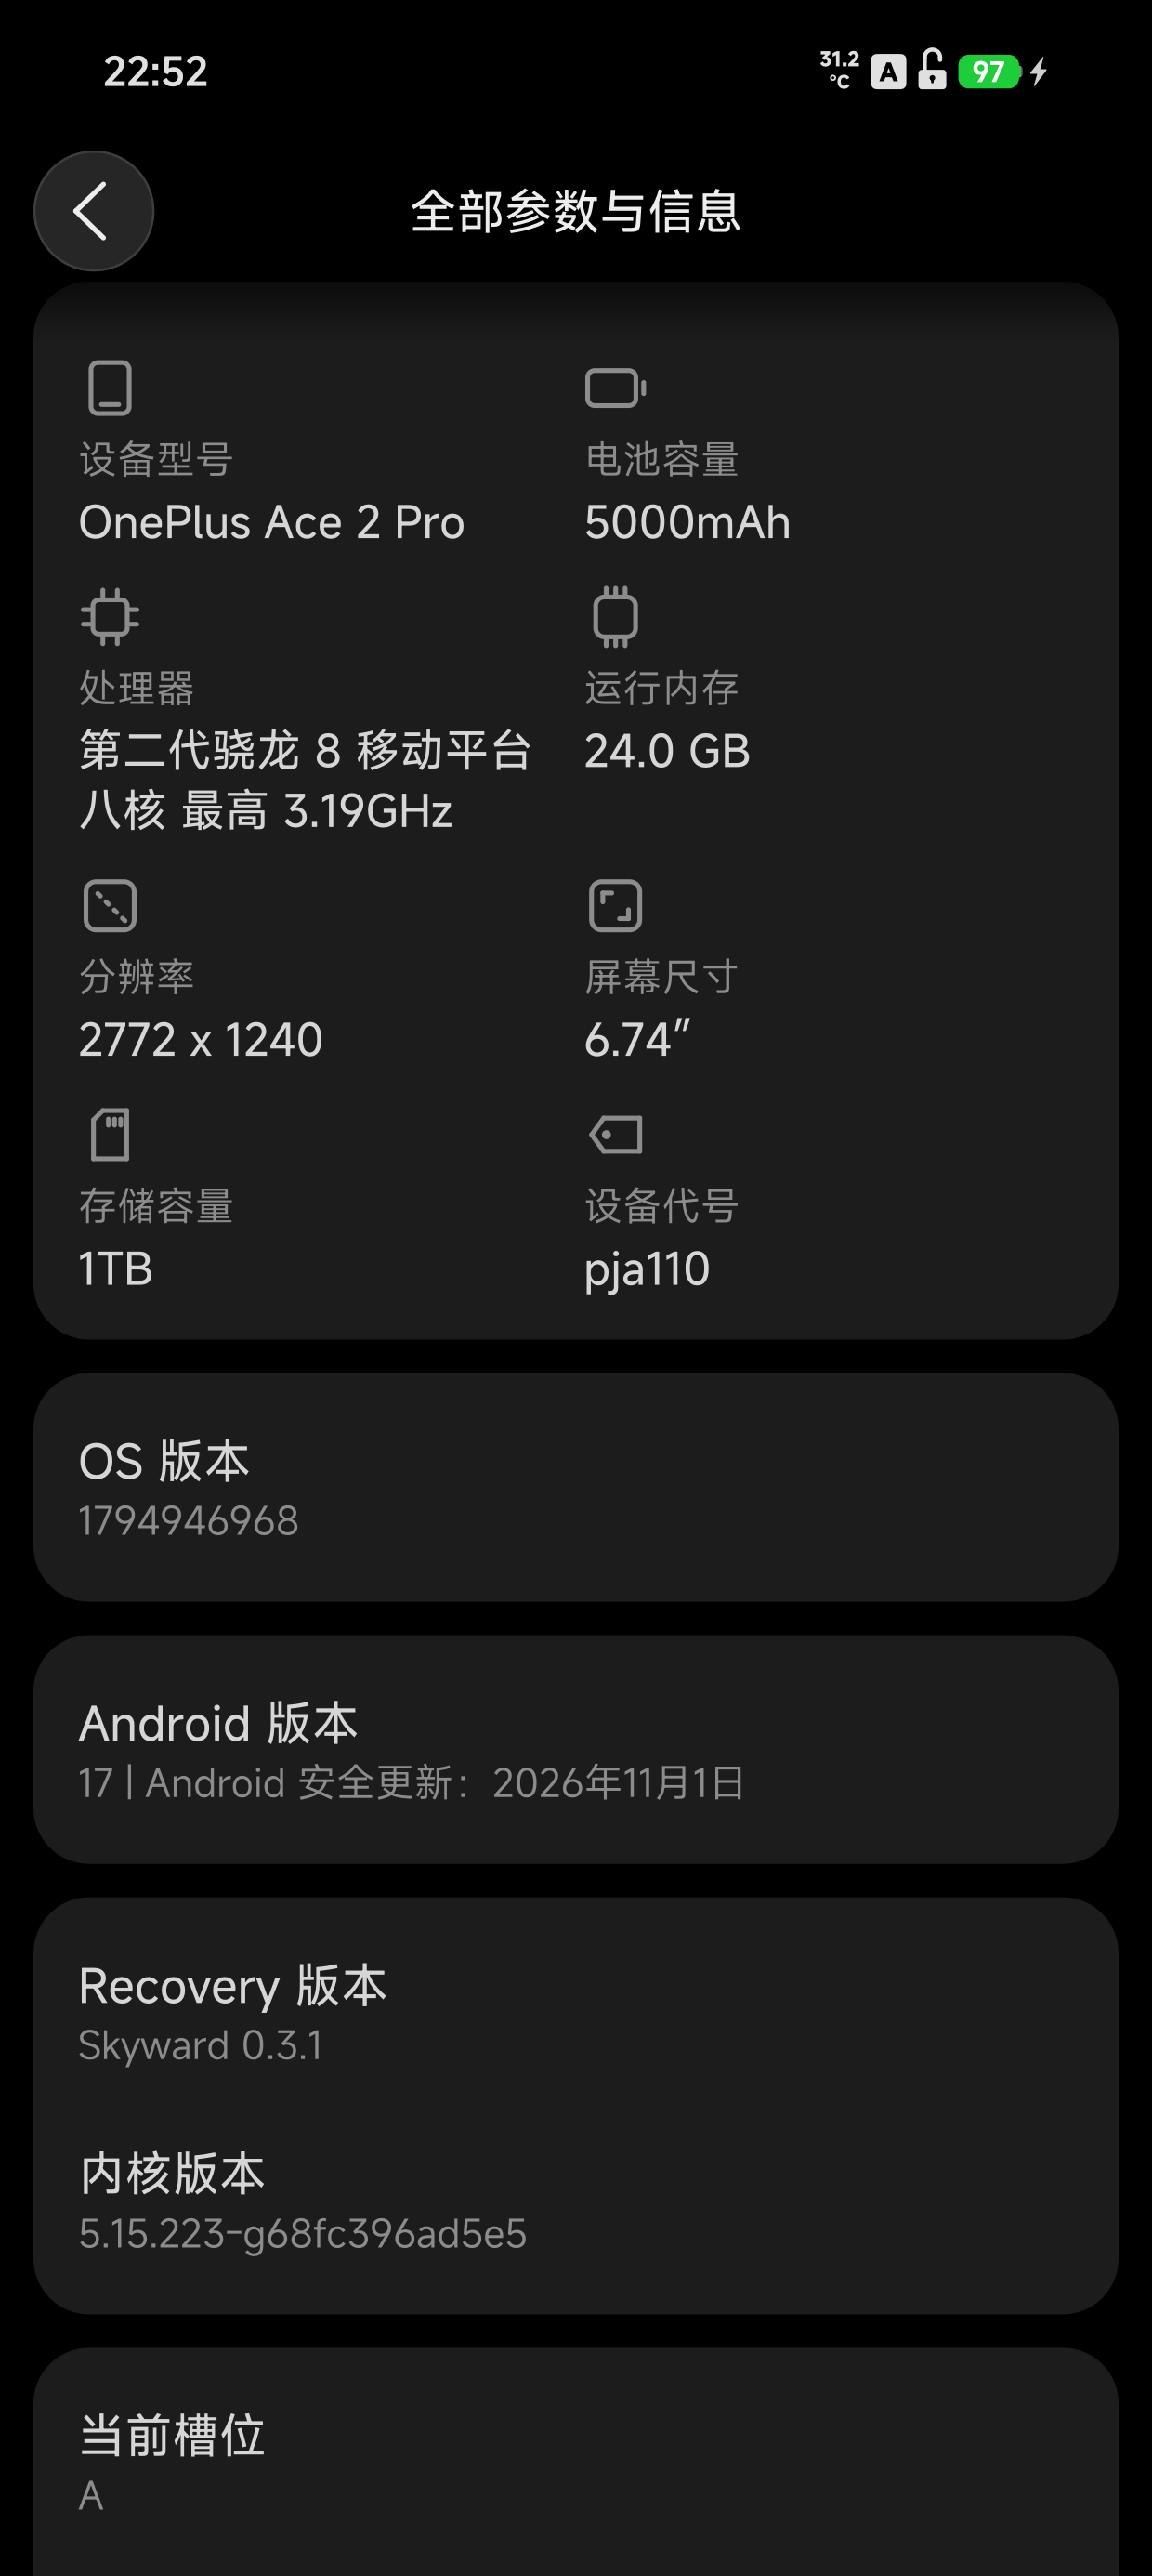 22:52
31.2
°C
A
97
全部参数与信息
设备型号
电池容量
OnePlus Ace 2 Pro
5000mAh
处理器
运行内存
第二代骁龙 8 移动平台
八核 最高 3.19GHz
24.0 GB
分辨率
屏幕尺寸
2772 x 1240
6.74″
存储容量
设备代号
1TB
pja110
OS 版本
1794946968
Android 版本
17 | Android 安全更新：2026年11月1日
Recovery 版本
Skyward 0.3.1
内核版本
5.15.223-g68fc396ad5e5
当前槽位
A